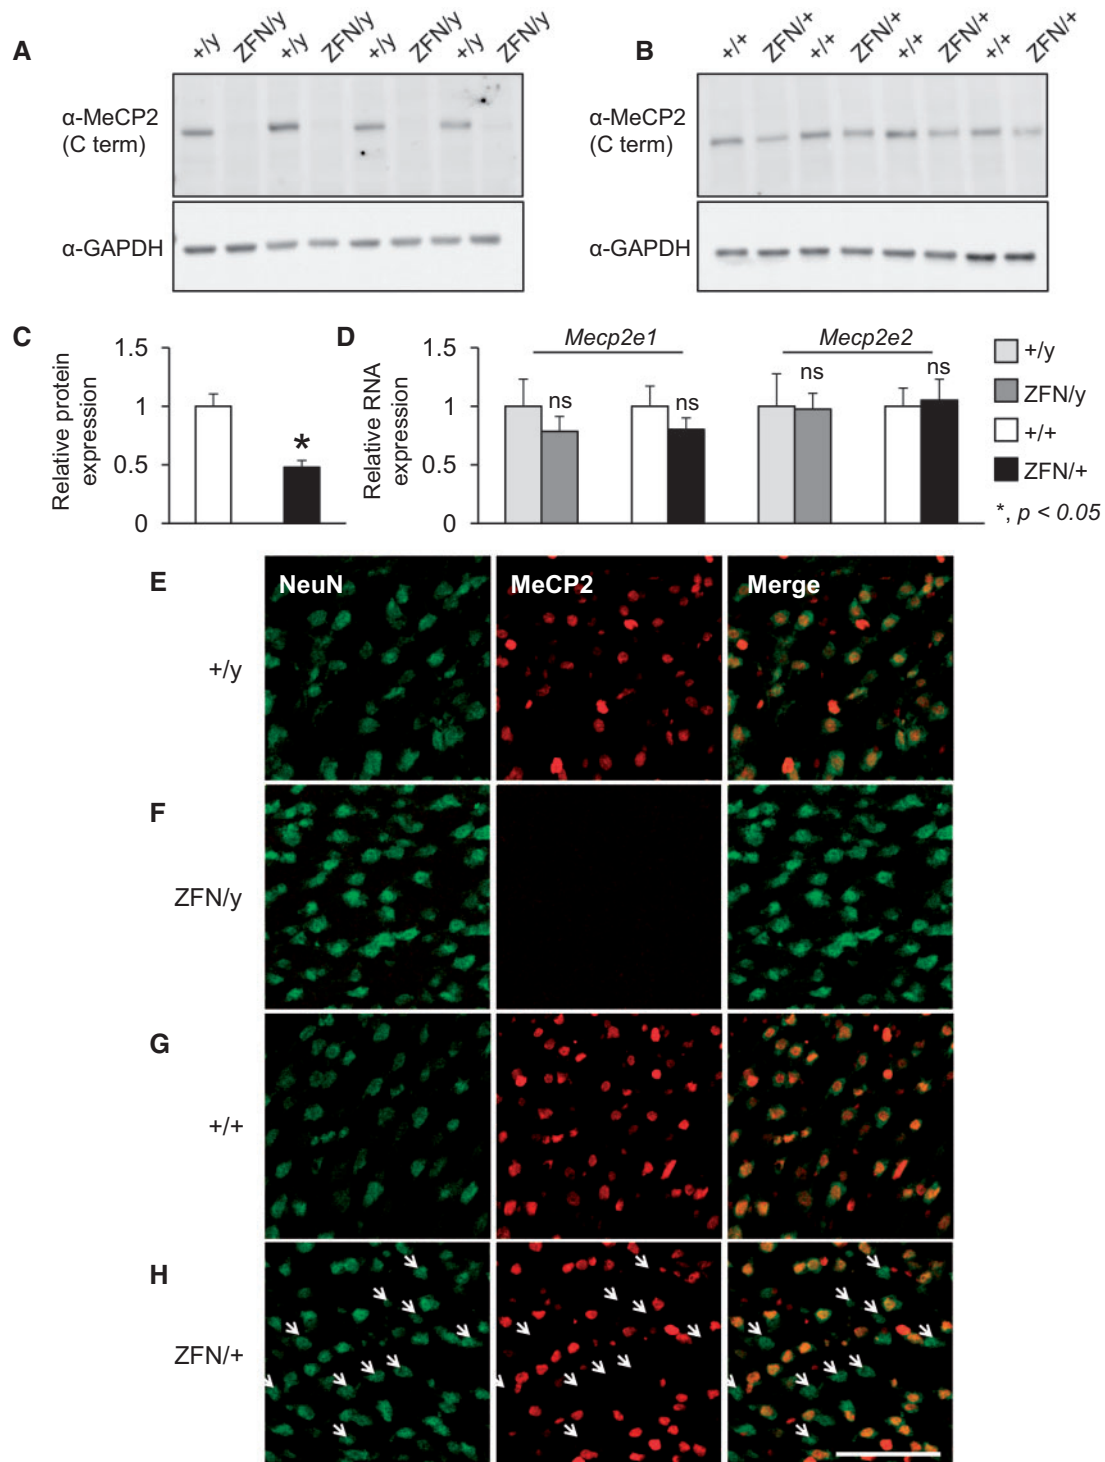 A
+/y ZFN/y +/y ZFN/y +/y ZFN/y +/y ZFN/y
α-MeCP2
(C term)
α-GAPDH
B
+/+ ZFN/+ +/+ ZFN/+ +/+ ZFN/+ +/+ ZFN/+
α-MeCP2
(C term)
α-GAPDH
C
Relative protein
expression
1.5
1
0.5
0
*
D
Relative RNA
expression
1.5
1
0.5
0
Mecp2e1
Mecp2e2
ns
ns
ns
ns
+/y
ZFN/y
+/+
ZFN/+
*, p < 0.05
E
NeuN
MeCP2
Merge
+/y
F
ZFN/y
G
+/+
H
ZFN/+